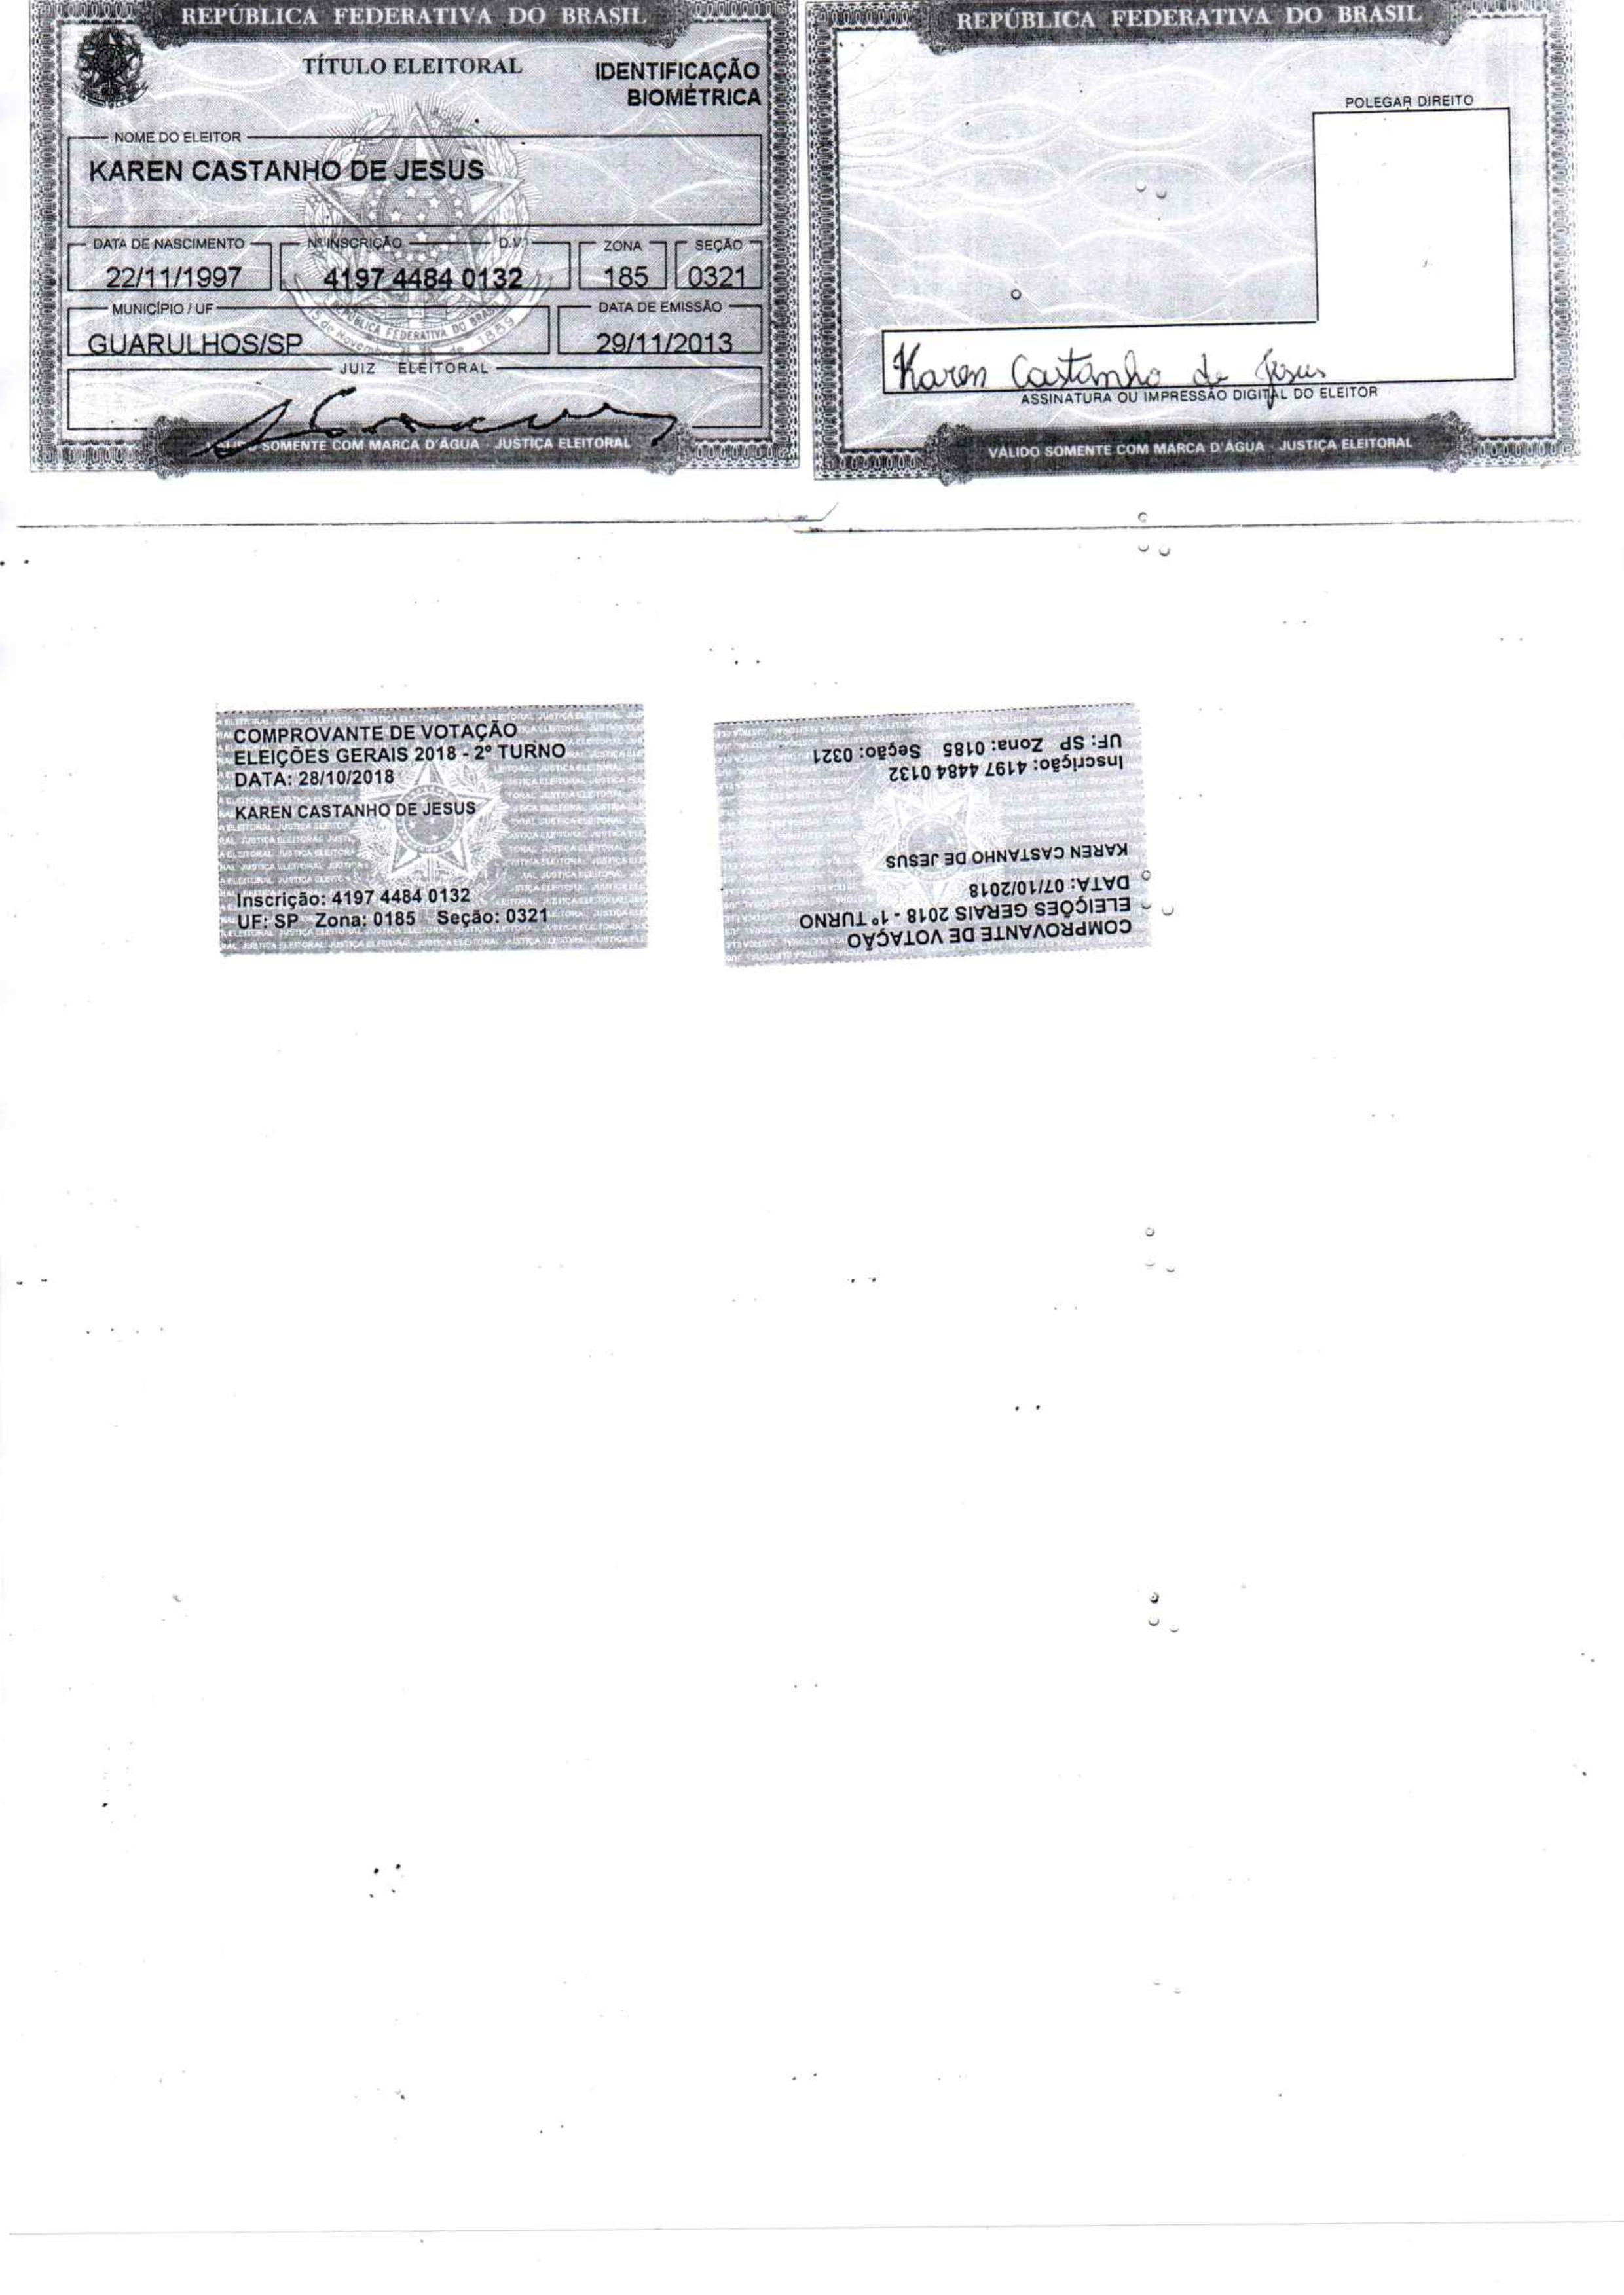 REPÚBLICA FEDERATIVA DO BRASIL
TÍTULO ELEITORAL
IDENTIFICAÇÃO
BIOMÉTRICA
NOME DO ELEITOR
KAREN CASTANHO DE JESUS
DATA DE NASCIMENTO Nº INSCRIÇÃO D.V. ZONA SEÇÃO
22/11/1997 4197 4484 0132 185 0321
MUNICÍPIO / UF DATA DE EMISSÃO
GUARULHOS/SP 29/11/2013
JUIZ ELEITORAL
SOMENTE COM MARCA D'ÁGUA - JUSTIÇA ELEITORAL
REPÚBLICA FEDERATIVA DO BRASIL
POLEGAR DIREITO
Karen Castanho de Jesus
ASSINATURA OU IMPRESSÃO DIGITAL DO ELEITOR
VÁLIDO SOMENTE COM MARCA D'ÁGUA - JUSTIÇA ELEITORAL
COMPROVANTE DE VOTAÇÃO
ELEIÇÕES GERAIS 2018 - 2º TURNO
DATA: 28/10/2018
KAREN CASTANHO DE JESUS
Inscrição: 4197 4484 0132
UF: SP Zona: 0185 Seção: 0321
COMPROVANTE DE VOTAÇÃO
ELEIÇÕES GERAIS 2018 - 1º TURNO
DATA: 07/10/2018
KAREN CASTANHO DE JESUS
Inscrição: 4197 4484 0132
UF: SP Zona: 0185 Seção: 0321